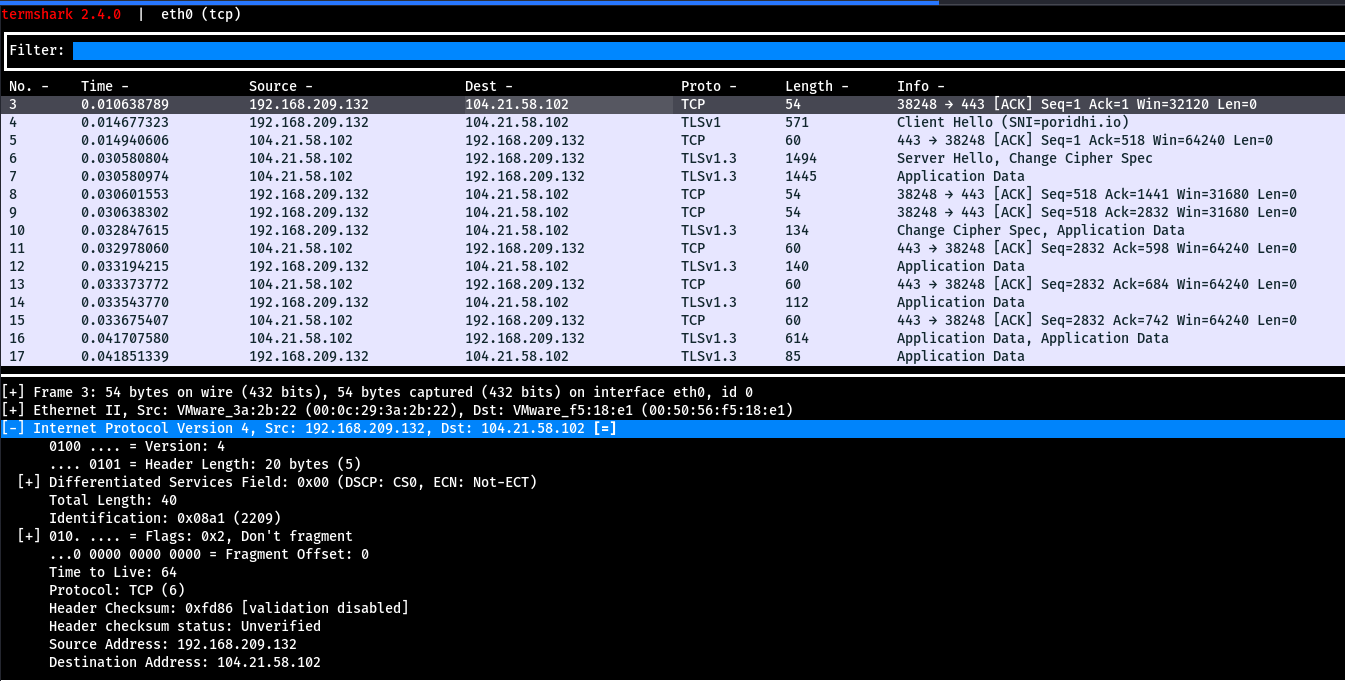 termshark 2.4.0 | eth0 (tcp)
Filter:
No. - Time - Source - Dest - Proto - Length - Info -
3 0.010638789 192.168.209.132 104.21.58.102 TCP 54 38248 → 443 [ACK] Seq=1 Ack=1 Win=32120 Len=0
4 0.014677323 192.168.209.132 104.21.58.102 TLSv1 571 Client Hello (SNI=poridhi.io)
5 0.014940606 104.21.58.102 192.168.209.132 TCP 60 443 → 38248 [ACK] Seq=1 Ack=518 Win=64240 Len=0
6 0.030580804 104.21.58.102 192.168.209.132 TLSv1.3 1494 Server Hello, Change Cipher Spec
7 0.030580974 104.21.58.102 192.168.209.132 TLSv1.3 1445 Application Data
8 0.030601553 192.168.209.132 104.21.58.102 TCP 54 38248 → 443 [ACK] Seq=518 Ack=1441 Win=31680 Len=0
9 0.030638302 192.168.209.132 104.21.58.102 TCP 54 38248 → 443 [ACK] Seq=518 Ack=2832 Win=31680 Len=0
10 0.032847615 192.168.209.132 104.21.58.102 TLSv1.3 134 Change Cipher Spec, Application Data
11 0.032978060 104.21.58.102 192.168.209.132 TCP 60 443 → 38248 [ACK] Seq=2832 Ack=598 Win=64240 Len=0
12 0.033194215 192.168.209.132 104.21.58.102 TLSv1.3 140 Application Data
13 0.033373772 104.21.58.102 192.168.209.132 TCP 60 443 → 38248 [ACK] Seq=2832 Ack=684 Win=64240 Len=0
14 0.033543770 192.168.209.132 104.21.58.102 TLSv1.3 112 Application Data
15 0.033675407 104.21.58.102 192.168.209.132 TCP 60 443 → 38248 [ACK] Seq=2832 Ack=742 Win=64240 Len=0
16 0.041707580 104.21.58.102 192.168.209.132 TLSv1.3 614 Application Data, Application Data
17 0.041851339 192.168.209.132 104.21.58.102 TLSv1.3 85 Application Data
[+] Frame 3: 54 bytes on wire (432 bits), 54 bytes captured (432 bits) on interface eth0, id 0
[+] Ethernet II, Src: VMware_3a:2b:22 (00:0c:29:3a:2b:22), Dst: VMware_f5:18:e1 (00:50:56:f5:18:e1)
[-] Internet Protocol Version 4, Src: 192.168.209.132, Dst: 104.21.58.102 [=]
0100 .... = Version: 4
.... 0101 = Header Length: 20 bytes (5)
[+] Differentiated Services Field: 0x00 (DSCP: CS0, ECN: Not-ECT)
Total Length: 40
Identification: 0x08a1 (2209)
[+] 010. .... = Flags: 0x2, Don't fragment
...0 0000 0000 0000 = Fragment Offset: 0
Time to Live: 64
Protocol: TCP (6)
Header Checksum: 0xfd86 [validation disabled]
Header checksum status: Unverified
Source Address: 192.168.209.132
Destination Address: 104.21.58.102